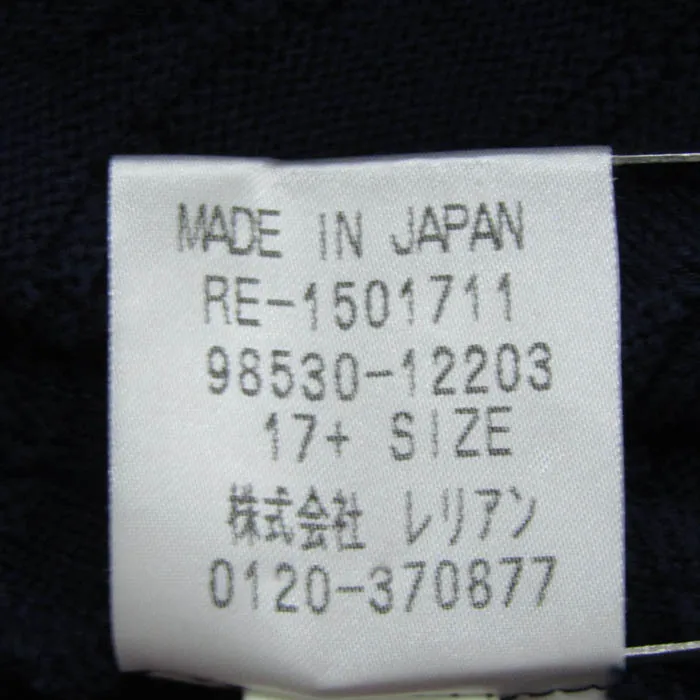 MADE IN JAPAN
RE-1501711
98530-12203
17+ SIZE
株式会社 レリアン
0120-370877